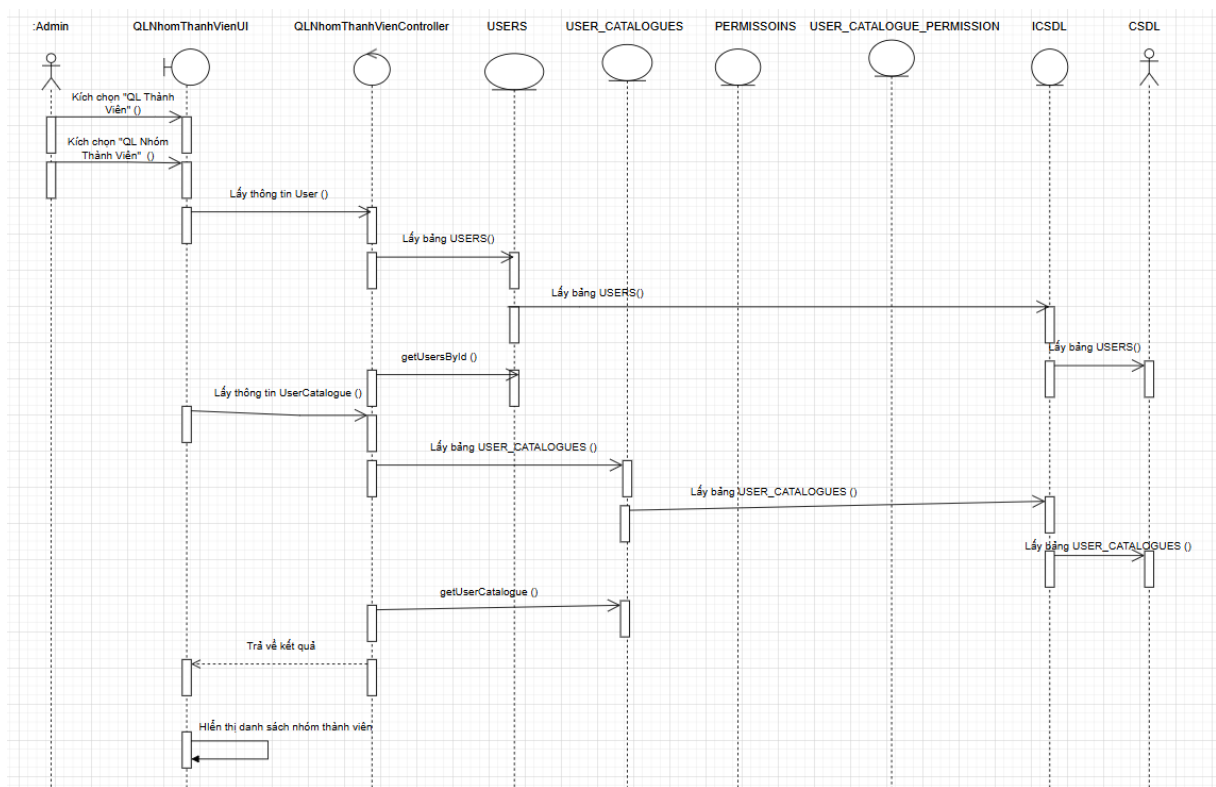 :Admin QLNhomThanhVienUI QLNhomThanhVienController USERS USER_CATALOGUES PERMISSOINS USER_CATALOGUE_PERMISSION ICSDL CSDL
Kích chọn "QL Thành
Viên" ()
Kích chọn "QL Nhóm
Thành Viên" ()
Lấy thông tin User ()
Lấy bảng USERS()
Lấy bảng USERS()
Lấy bảng USERS()
getUsersById ()
Lấy thông tin UserCatalogue ()
Lấy bảng USER_CATALOGUES ()
Lấy bảng USER_CATALOGUES ()
Lấy bảng USER_CATALOGUES ()
getUserCatalogue ()
Trả về kết quả
HIển thị danh sách nhóm thành viên